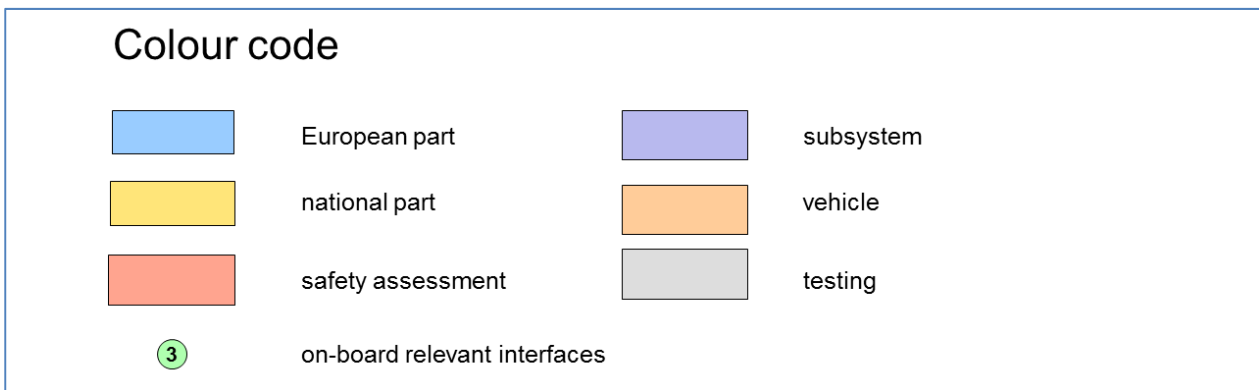 Colour code
European part
subsystem
national part
vehicle
safety assessment
testing
3
on-board relevant interfaces